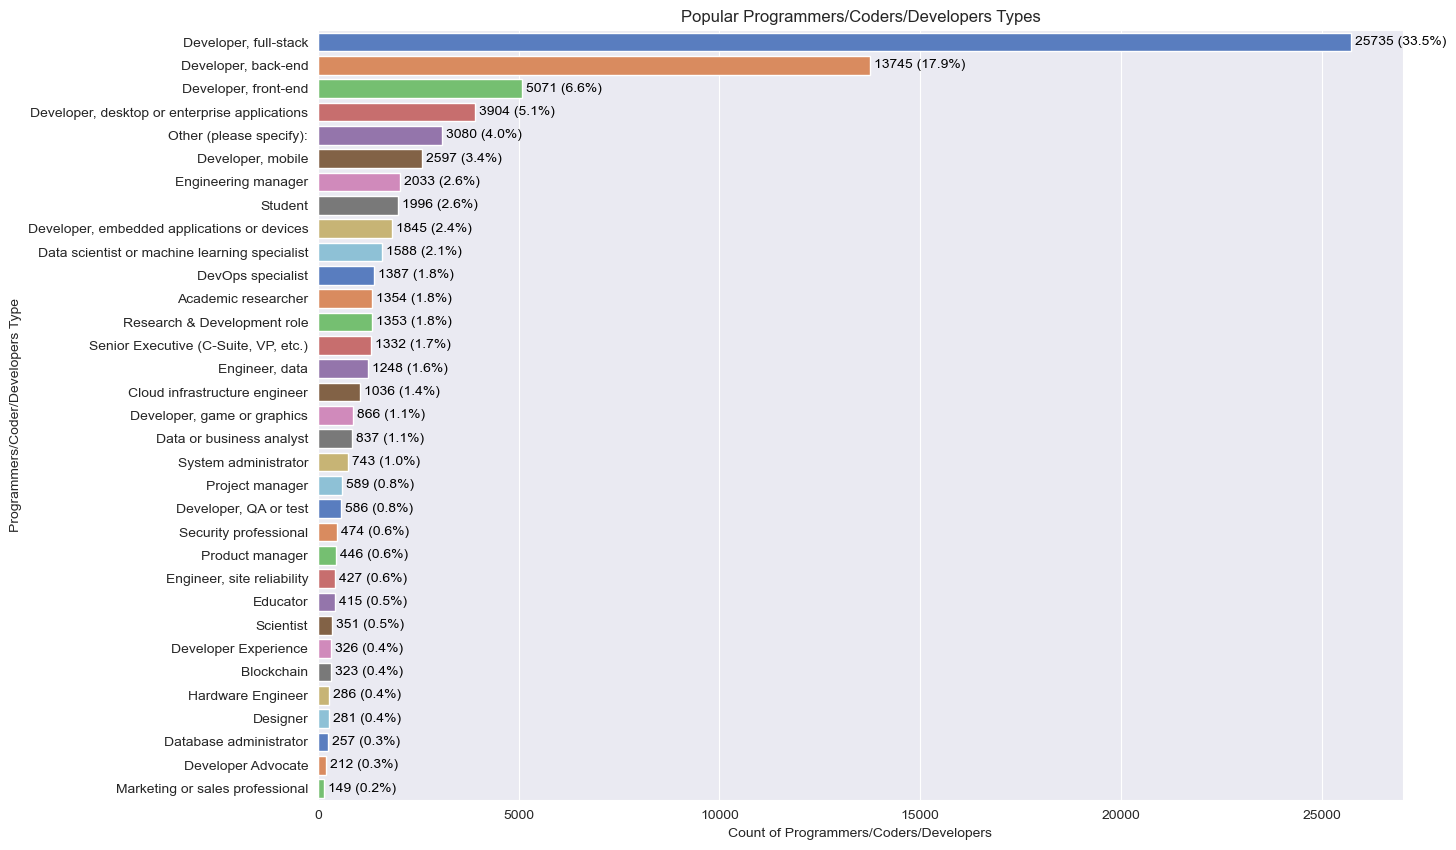 Popular Programmers/Coders/Developers Types
Developer, full-stack 25735 (33.5%)
Developer, back-end 13745 (17.9%)
Developer, front-end 5071 (6.6%)
Developer, desktop or enterprise applications 3904 (5.1%)
Other (please specify): 3080 (4.0%)
Developer, mobile 2597 (3.4%)
Engineering manager 2033 (2.6%)
Student 1996 (2.6%)
Developer, embedded applications or devices 1845 (2.4%)
Data scientist or machine learning specialist 1588 (2.1%)
DevOps specialist 1387 (1.8%)
Academic researcher 1354 (1.8%)
Research & Development role 1353 (1.8%)
Senior Executive (C-Suite, VP, etc.) 1332 (1.7%)
Engineer, data 1248 (1.6%)
Cloud infrastructure engineer 1036 (1.4%)
Developer, game or graphics 866 (1.1%)
Data or business analyst 837 (1.1%)
System administrator 743 (1.0%)
Project manager 589 (0.8%)
Developer, QA or test 586 (0.8%)
Security professional 474 (0.6%)
Product manager 446 (0.6%)
Engineer, site reliability 427 (0.6%)
Educator 415 (0.5%)
Scientist 351 (0.5%)
Developer Experience 326 (0.4%)
Blockchain 323 (0.4%)
Hardware Engineer 286 (0.4%)
Designer 281 (0.4%)
Database administrator 257 (0.3%)
Developer Advocate 212 (0.3%)
Marketing or sales professional 149 (0.2%)
0 5000 10000 15000 20000 25000
Count of Programmers/Coders/Developers
Programmers/Coder/Developers Type